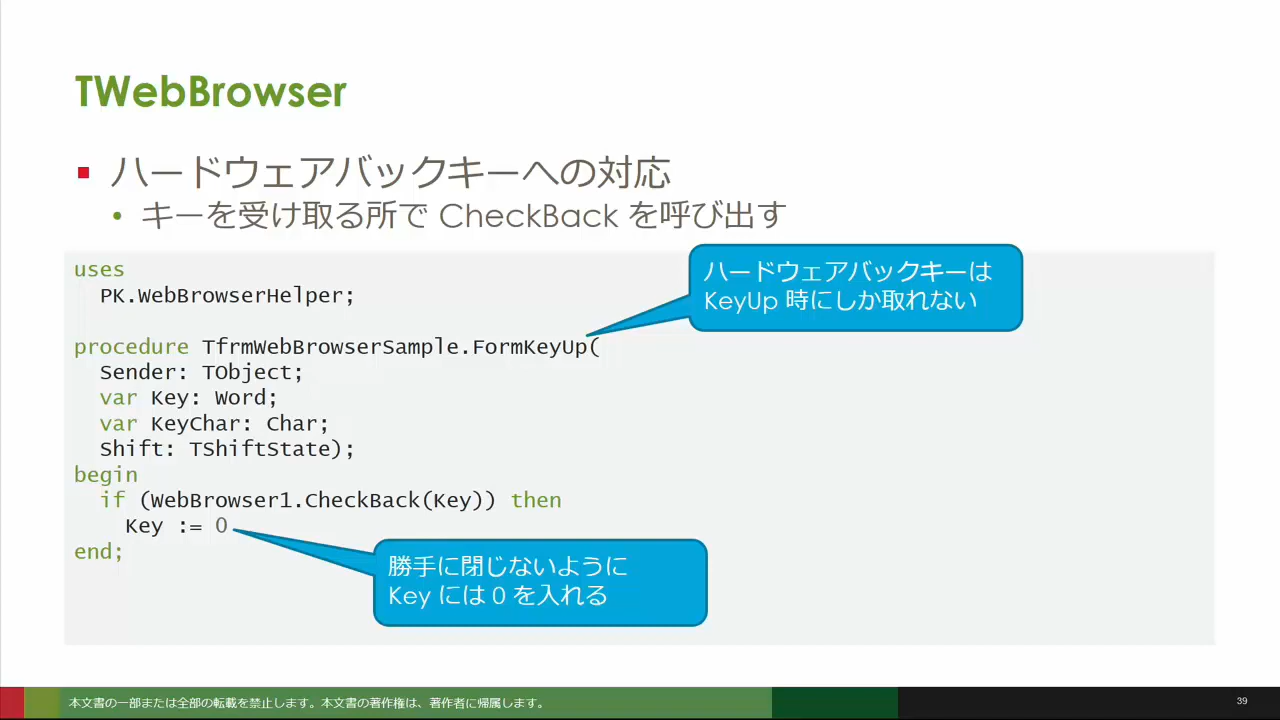 TWebBrowser
ハードウェアバックキーへの対応
キーを受け取る所で CheckBack を呼び出す
uses
PK.WebBrowserHelper;
ハードウェアバックキーは
KeyUp 時にしか取れない
procedure TfrmWebBrowserSample.FormKeyUp(
Sender: TObject;
var Key: Word;
var KeyChar: Char;
Shift: TShiftState);
begin
if (WebBrowser1.CheckBack(Key)) then
Key := 0
end;
勝手に閉じないように
Key には 0 を入れる
本文書の一部または全部の転載を禁止します。本文書の著作権は、著作者に帰属します。
39